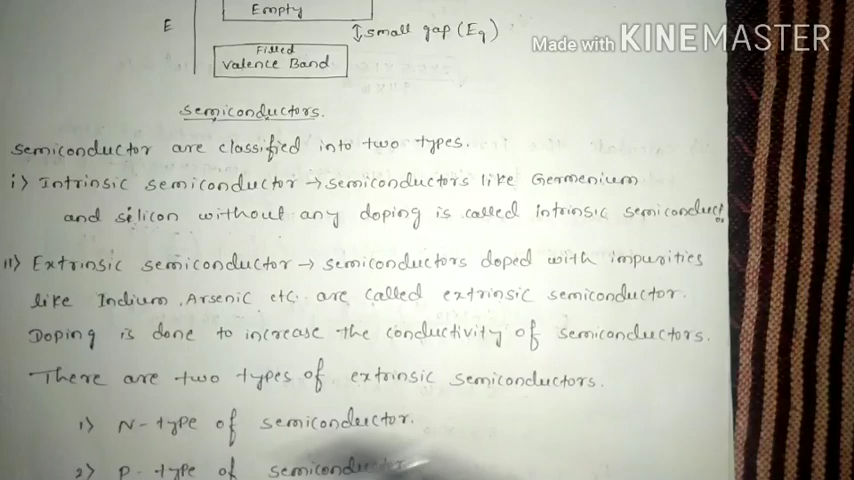 Empty
E
small gap (Eg)
Made with KINEMASTER
Filled
Valence Band
Semiconductors.
Semiconductor are classified into two types.
i) Intrinsic semiconductor → semiconductors like Germenium
and silicon without any doping is called intrinsic semiconductor.
ii) Extrinsic semiconductor → semiconductors doped with impurities
like Indium, Arsenic etc. are called extrinsic semiconductor.
Doping is done to increase the conductivity of semiconductors.
There are two types of extrinsic semiconductors.
1) N-type of semiconductor.
2) P-type of semiconductor